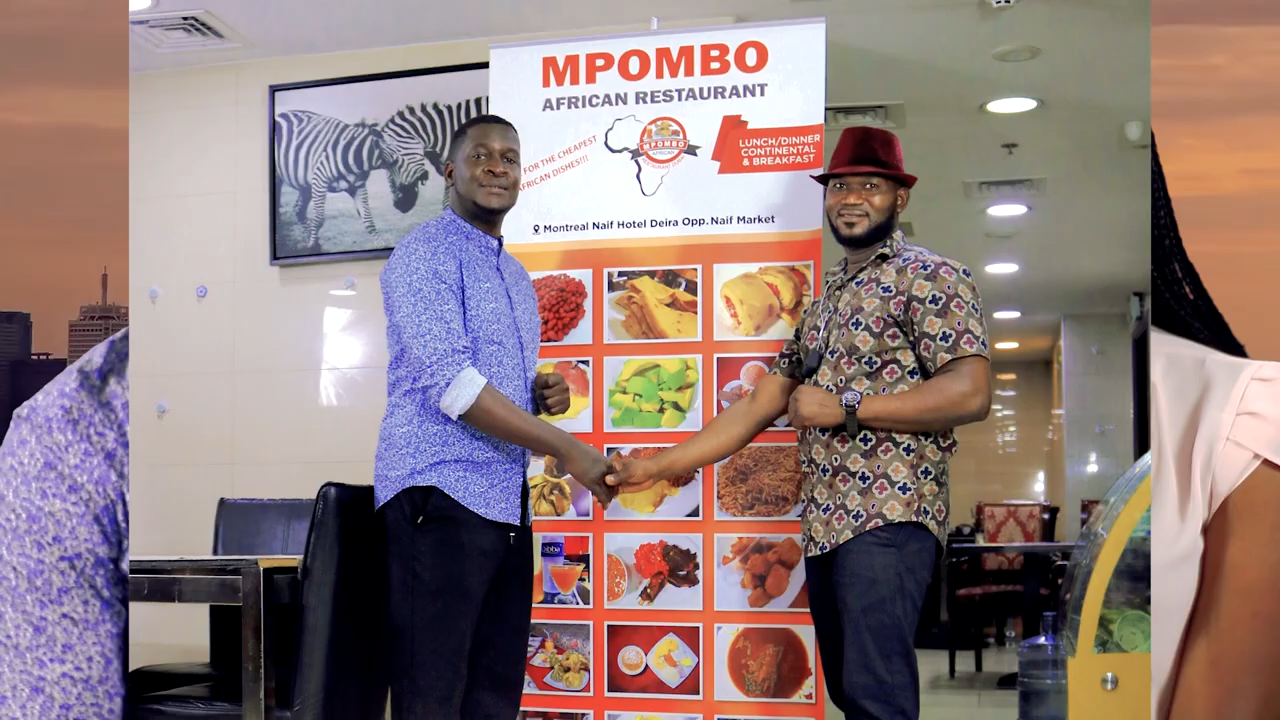 MPOMBO
AFRICAN RESTAURANT
FOR THE CHEAPEST
AFRICAN DISHES!!!
MPOMBO
AFRICAN
LUNCH/DINNER
CONTINENTAL
& BREAKFAST
Montreal Naif Hotel Deira Opp. Naif Market